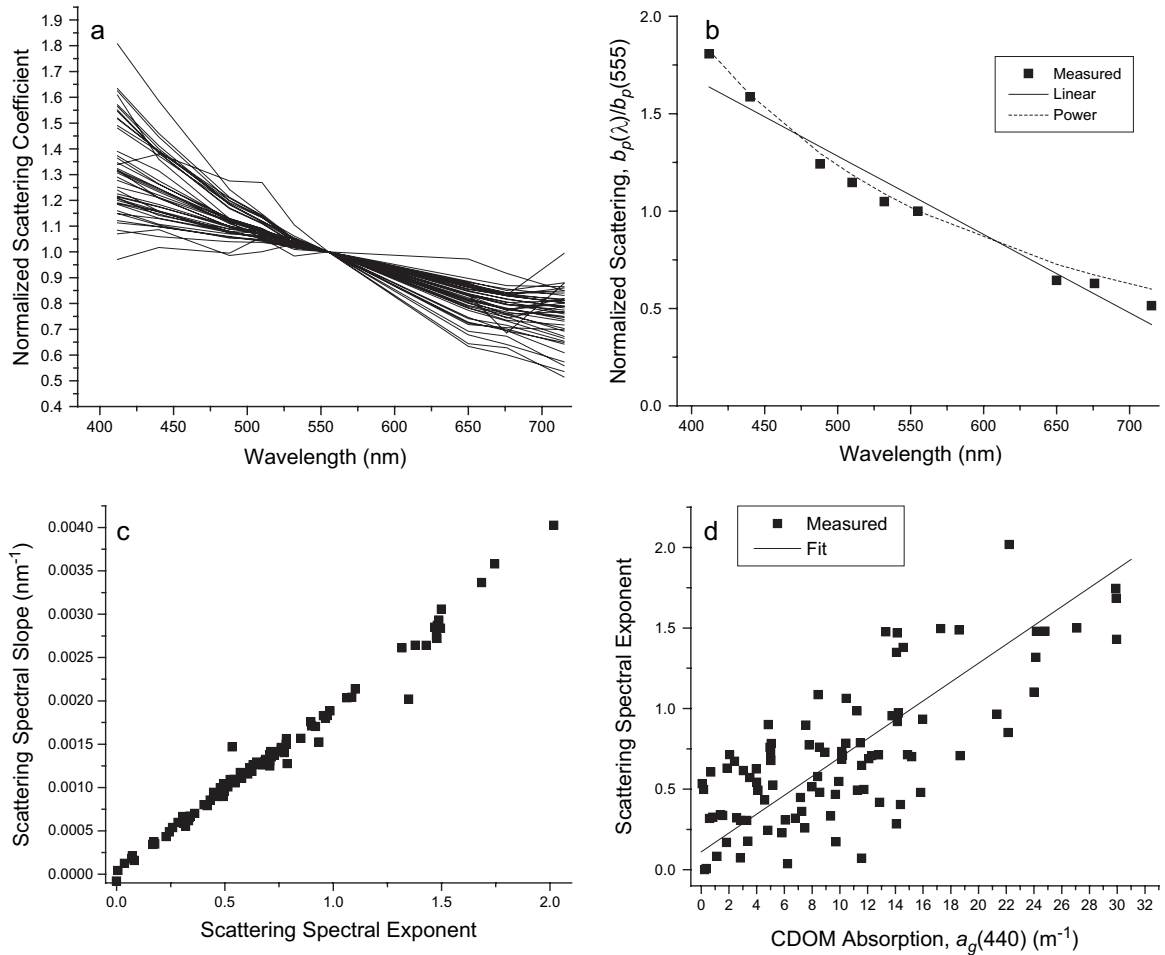 a
1.9
1.8
1.7
1.6
1.5
1.4
1.3
1.2
1.1
1.0
0.9
0.8
0.7
0.6
0.5
0.4
400 450 500 550 600 650 700
Normalized Scattering Coefficient
Wavelength (nm)
b
2.0
1.5
1.0
0.5
0.0
400 450 500 550 600 650 700
Normalized Scattering, b_p(λ)/b_p(555)
Wavelength (nm)
Measured
Linear
Power
c
0.0040
0.0035
0.0030
0.0025
0.0020
0.0015
0.0010
0.0005
0.0000
0.0 0.5 1.0 1.5 2.0
Scattering Spectral Slope (nm⁻¹)
Scattering Spectral Exponent
d
Measured
Fit
2.0
1.5
1.0
0.5
0.0
0 2 4 6 8 10 12 14 16 18 20 22 24 26 28 30 32
Scattering Spectral Exponent
CDOM Absorption, a_g(440) (m⁻¹)